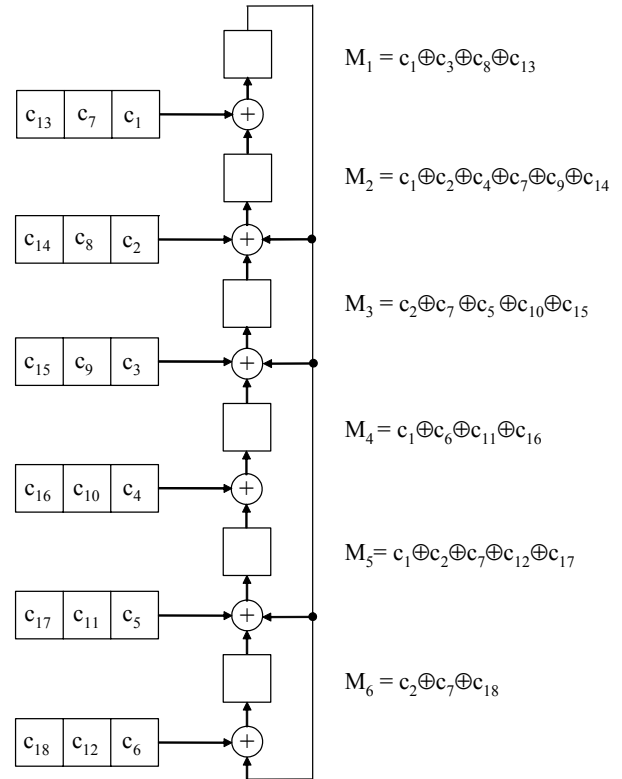 M₁ = c₁⊕c₃⊕c₈⊕c₁₃
c₁₃ c₇ c₁ +
M₂ = c₁⊕c₂⊕c₄⊕c₇⊕c₉⊕c₁₄
c₁₄ c₈ c₂ +
M₃ = c₂⊕c₇ ⊕c₅ ⊕c₁₀⊕c₁₅
c₁₅ c₉ c₃ +
M₄ = c₁⊕c₆⊕c₁₁⊕c₁₆
c₁₆ c₁₀ c₄ +
M₅= c₁⊕c₂⊕c₇⊕c₁₂⊕c₁₇
c₁₇ c₁₁ c₅ +
M₆ = c₂⊕c₇⊕c₁₈
c₁₈ c₁₂ c₆ +